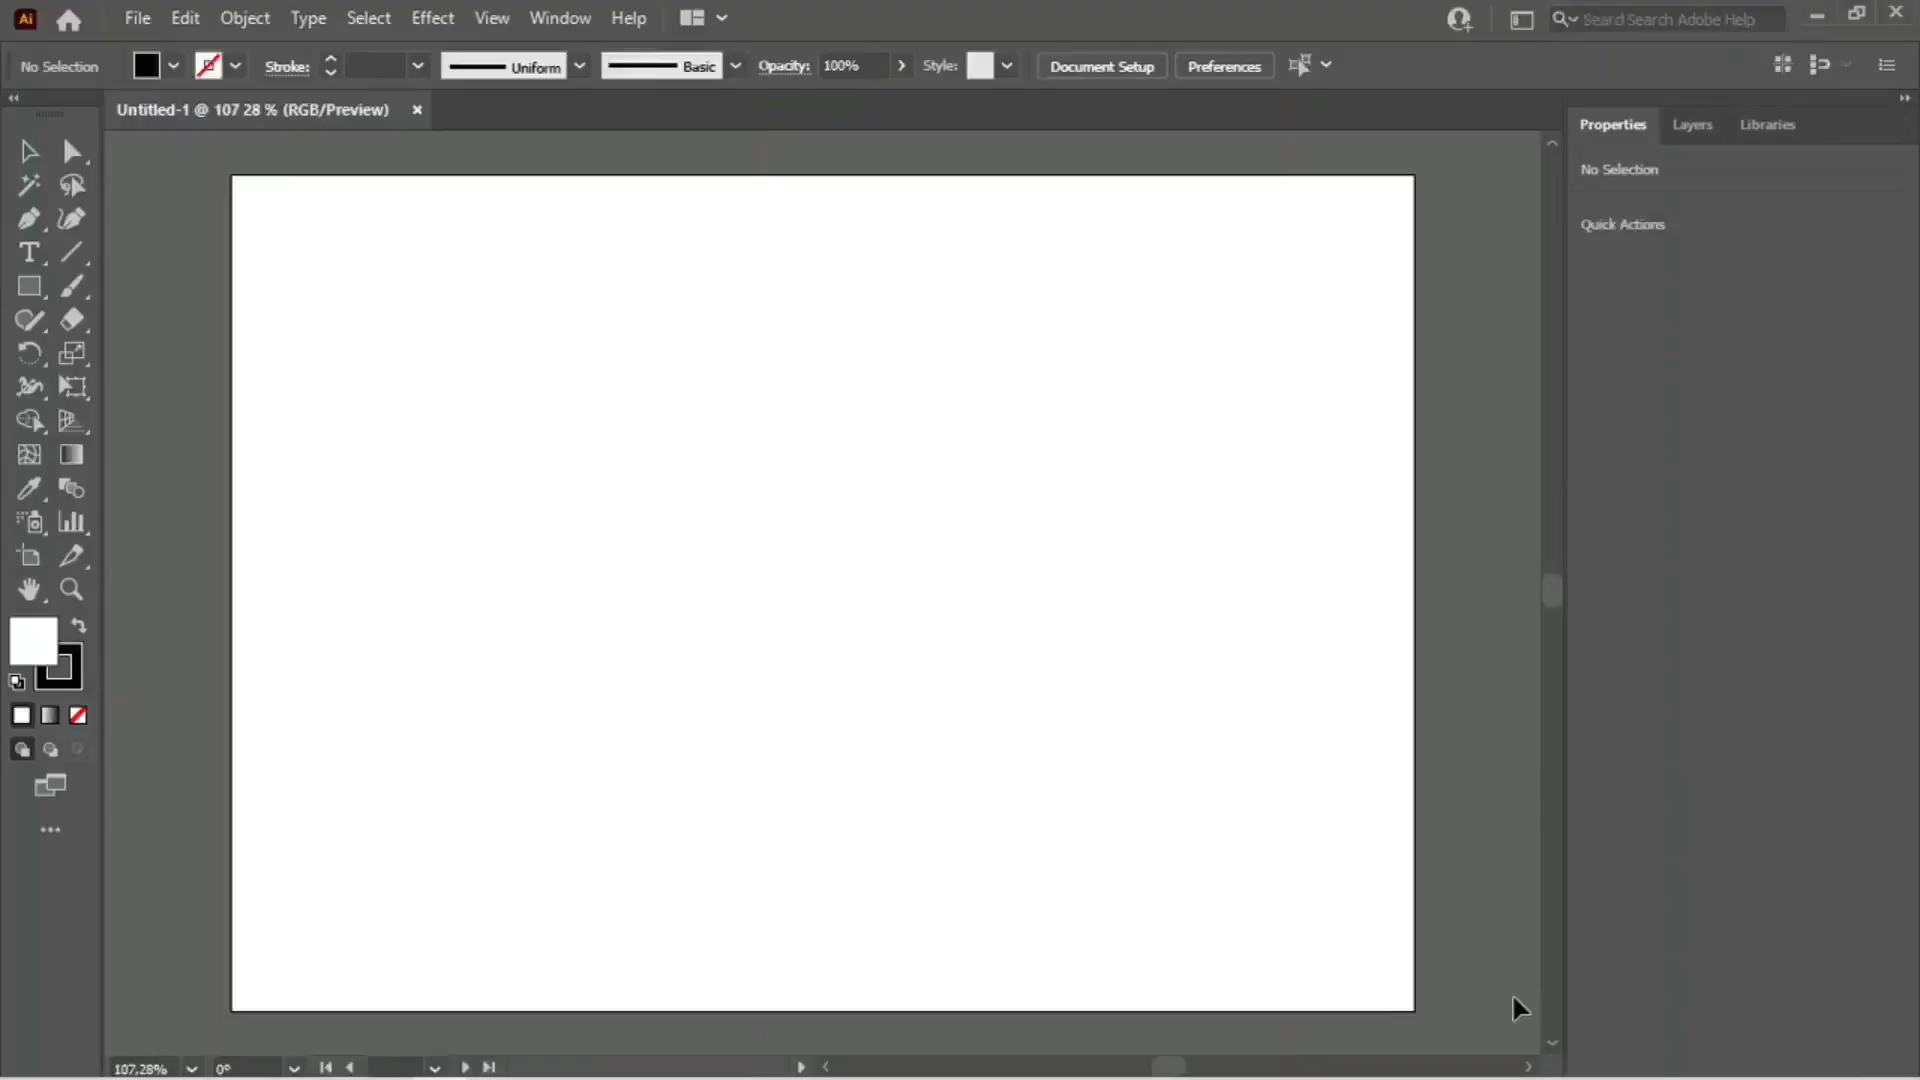 Ai File Edit Object Type Select Effect View Window Help Searcl Search Adobe Help
No Selection Stroke: Uniform Basic Opacity: 100% Style: Document Setup Preferences
Untitled-1 @ 107 28 % (RGB/Preview)
Properties Layers Libraries
No Selection
Quick Actions
107,28% 0°